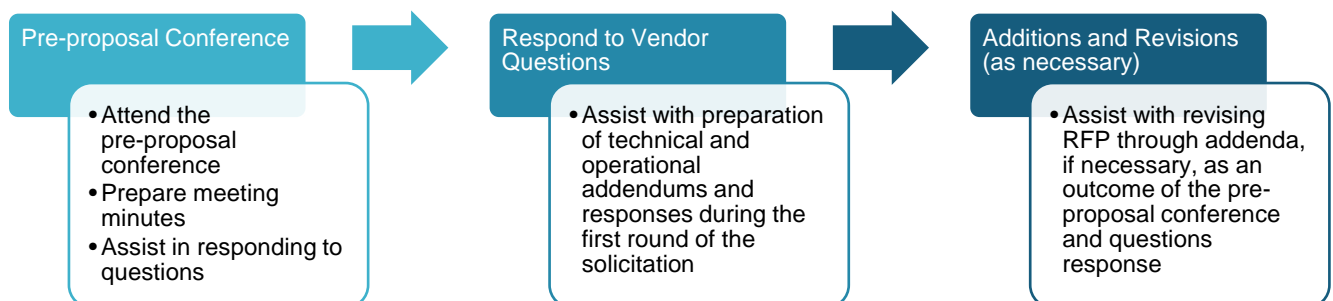 Pre-proposal Conference
• Attend the
pre-proposal
conference
• Prepare meeting
minutes
• Assist in responding to
questions
Respond to Vendor
Questions
• Assist with preparation
of technical and
operational
addendums and
responses during the
first round of the
solicitation
Additions and Revisions
(as necessary)
• Assist with revising
RFP through addenda,
if necessary, as an
outcome of the pre-
proposal conference
and questions
response